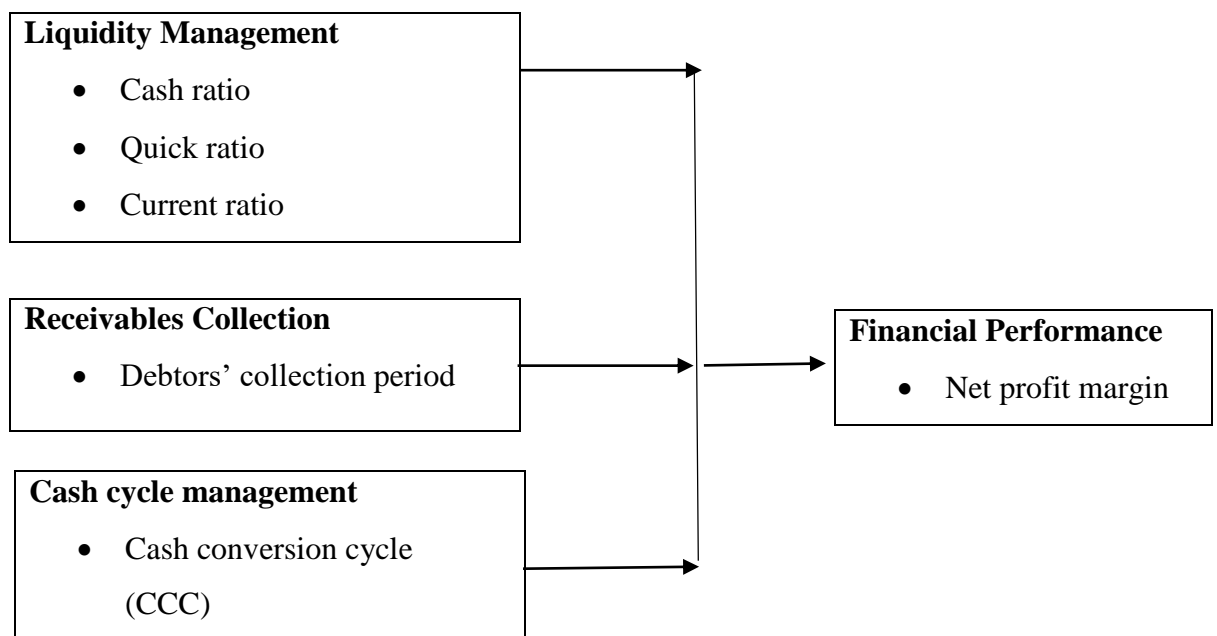 Liquidity Management
• Cash ratio
• Quick ratio
• Current ratio
Receivables Collection
• Debtors’ collection period
Financial Performance
• Net profit margin
Cash cycle management
• Cash conversion cycle
(CCC)